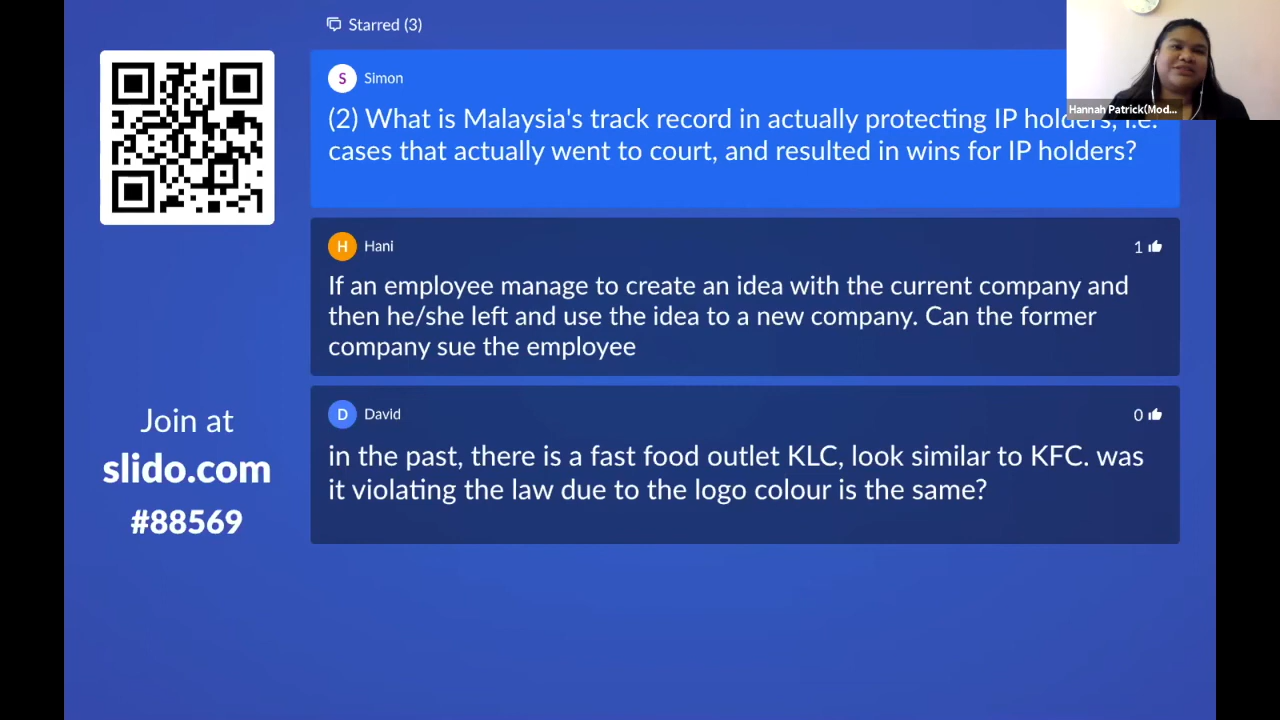 Starred (3)
S Simon
(2) What is Malaysia's track record in actually protecting IP holders, i.e.
cases that actually went to court, and resulted in wins for IP holders?
Hannah Patrick(Mod...
H Hani
1
If an employee manage to create an idea with the current company and
then he/she left and use the idea to a new company. Can the former
company sue the employee
D David
0
in the past, there is a fast food outlet KLC, look similar to KFC. was
it violating the law due to the logo colour is the same?
Join at
slido.com
#88569